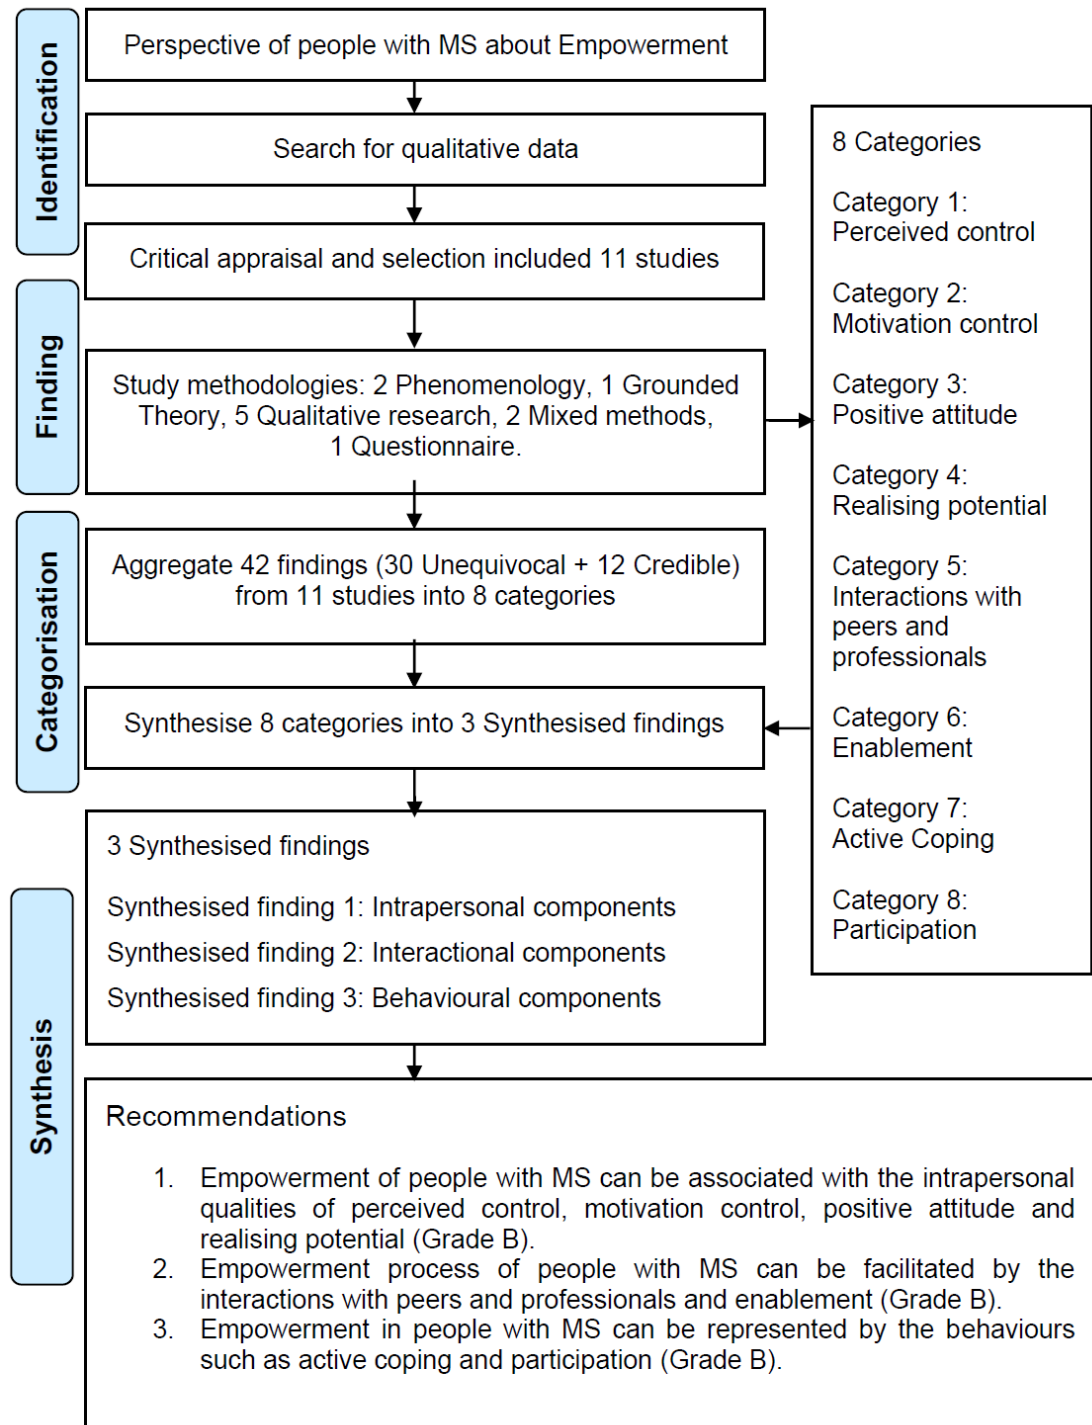 Identification
Perspective of people with MS about Empowerment
Search for qualitative data
Critical appraisal and selection included 11 studies
Finding
Study methodologies: 2 Phenomenology, 1 Grounded
Theory, 5 Qualitative research, 2 Mixed methods,
1 Questionnaire.
Categorisation
Aggregate 42 findings (30 Unequivocal + 12 Credible)
from 11 studies into 8 categories
Synthesise 8 categories into 3 Synthesised findings
8 Categories
Category 1:
Perceived control
Category 2:
Motivation control
Category 3:
Positive attitude
Category 4:
Realising potential
Category 5:
Interactions with
peers and
professionals
Category 6:
Enablement
Category 7:
Active Coping
Category 8:
Participation
Synthesis
3 Synthesised findings
Synthesised finding 1: Intrapersonal components
Synthesised finding 2: Interactional components
Synthesised finding 3: Behavioural components
Recommendations
1. Empowerment of people with MS can be associated with the intrapersonal
qualities of perceived control, motivation control, positive attitude and
realising potential (Grade B).
2. Empowerment process of people with MS can be facilitated by the
interactions with peers and professionals and enablement (Grade B).
3. Empowerment in people with MS can be represented by the behaviours
such as active coping and participation (Grade B).